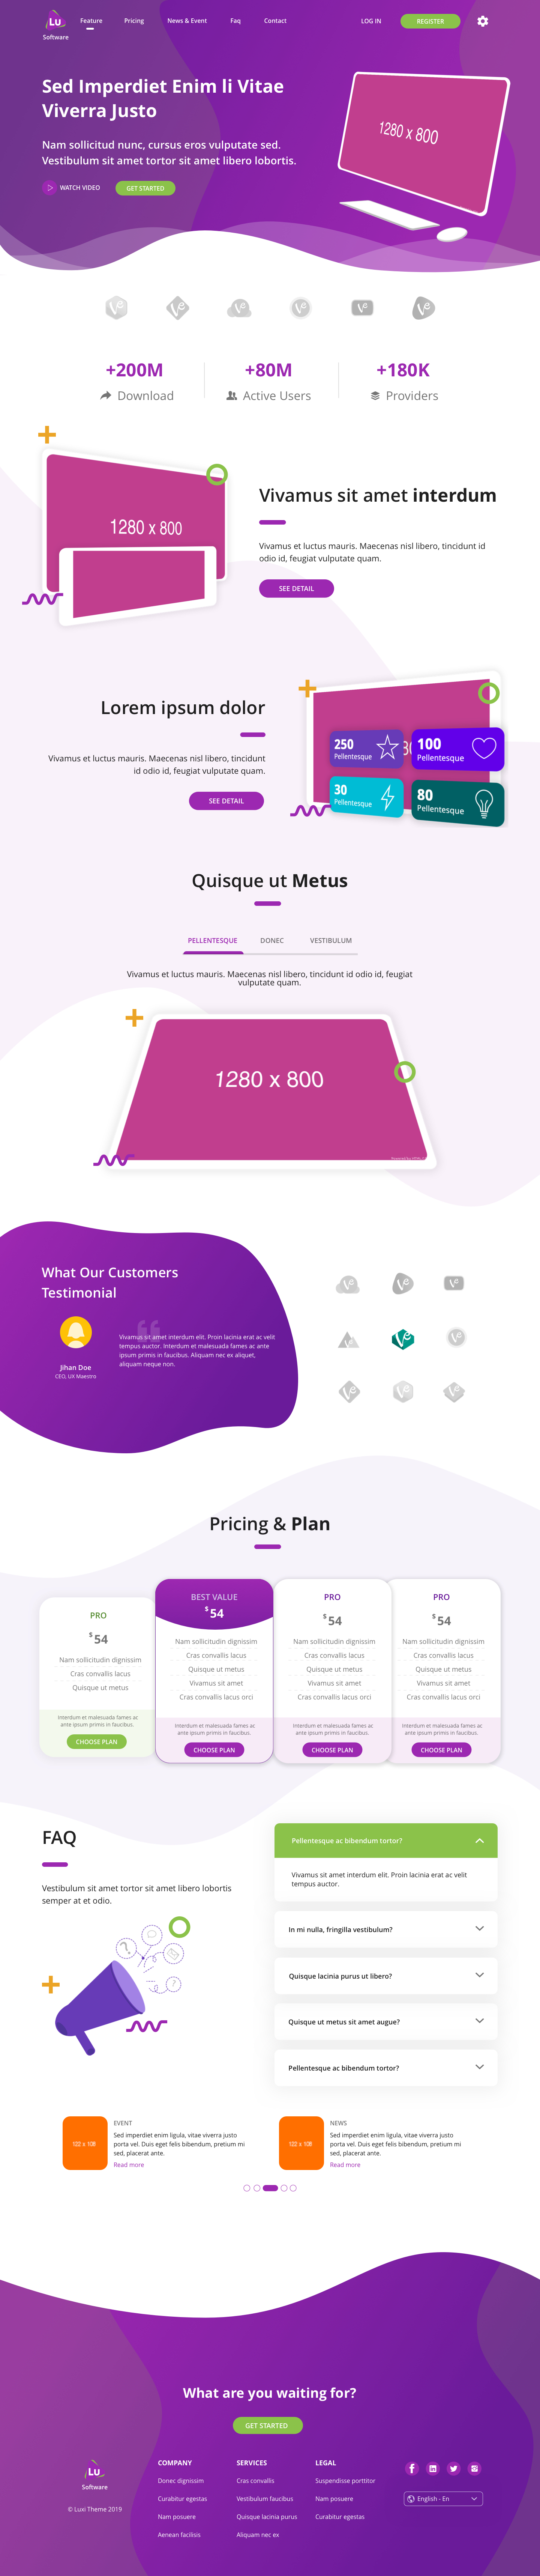 LU
Software
Feature
Pricing
News & Event
Faq
Contact
LOG IN
REGISTER
Sed Imperdiet Enim li Vitae
Viverra Justo
Nam sollicitud nunc, cursus eros vulputate sed.
Vestibulum sit amet tortor sit amet libero lobortis.
WATCH VIDEO
GET STARTED
1280 x 800
+200M
Download
+80M
Active Users
+180K
Providers
1280 x 800
Vivamus sit amet interdum
Vivamus et luctus mauris. Maecenas nisl libero, tincidunt id
odio id, feugiat vulputate quam.
SEE DETAIL
Lorem ipsum dolor
Vivamus et luctus mauris. Maecenas nisl libero, tincidunt
id odio id, feugiat vulputate quam.
SEE DETAIL
250
Pellentesque
100
Pellentesque
30
Pellentesque
80
Pellentesque
Quisque ut Metus
PELLENTESQUE
DONEC
VESTIBULUM
Vivamus et luctus mauris. Maecenas nisl libero, tincidunt id odio id, feugiat
vulputate quam.
1280 x 800
What Our Customers
Testimonial
Jihan Doe
CEO, UX Maestro
Vivamus sit amet interdum elit. Proin lacinia erat ac velit
tempus auctor. Interdum et malesuada fames ac ante
ipsum primis in faucibus. Aliquam nec ex aliquet,
aliquam neque non.
Pricing & Plan
PRO
$ 54
Nam sollicitudin dignissim
Cras convallis lacus
Quisque ut metus
Interdum et malesuada fames ac
ante ipsum primis in faucibus.
CHOOSE PLAN
BEST VALUE
$ 54
Nam sollicitudin dignissim
Cras convallis lacus
Quisque ut metus
Vivamus sit amet
Cras convallis lacus orci
Interdum et malesuada fames ac
ante ipsum primis in faucibus.
CHOOSE PLAN
PRO
$ 54
Nam sollicitudin dignissim
Cras convallis lacus
Quisque ut metus
Vivamus sit amet
Cras convallis lacus orci
Interdum et malesuada fames ac
ante ipsum primis in faucibus.
CHOOSE PLAN
PRO
$ 54
Nam sollicitudin dignissim
Cras convallis lacus
Quisque ut metus
Vivamus sit amet
Cras convallis lacus orci
Interdum et malesuada fames ac
ante ipsum primis in faucibus.
CHOOSE PLAN
FAQ
Vestibulum sit amet tortor sit amet libero lobortis
semper at et odio.
Pellentesque ac bibendum tortor?
Vivamus sit amet interdum elit. Proin lacinia erat ac velit
tempus auctor.
In mi nulla, fringilla vestibulum?
Quisque lacinia purus ut libero?
Quisque ut metus sit amet augue?
Pellentesque ac bibendum tortor?
EVENT
Sed imperdiet enim ligula, vitae viverra justo
porta vel. Duis eget felis bibendum, pretium mi
sed, placerat ante.
Read more
NEWS
Sed imperdiet enim ligula, vitae viverra justo
porta vel. Duis eget felis bibendum, pretium mi
sed, placerat ante.
Read more
What are you waiting for?
GET STARTED
LU
Software
© Luxi Theme 2019
COMPANY
Donec dignissim
Curabitur egestas
Nam posuere
Aenean facilisis
SERVICES
Cras convallis
Vestibulum faucibus
Quisque lacinia purus
Aliquam nec ex
LEGAL
Suspendisse porttitor
Nam posuere
Curabitur egestas
English - En